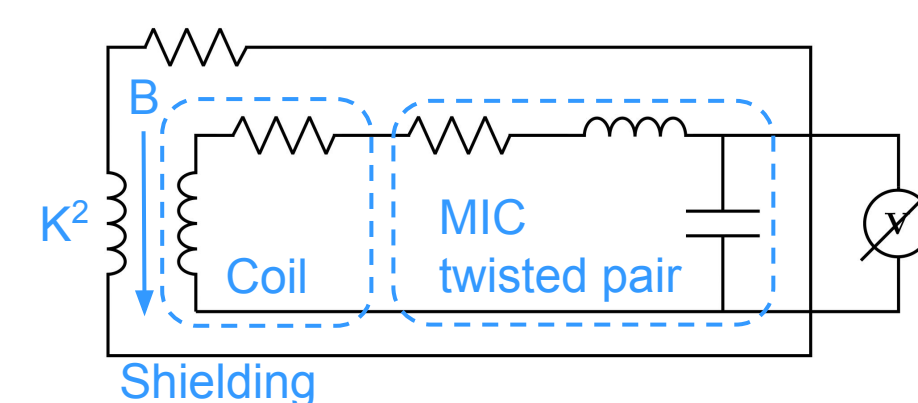 B
K²
MIC
twisted pair
Coil
V
Shielding